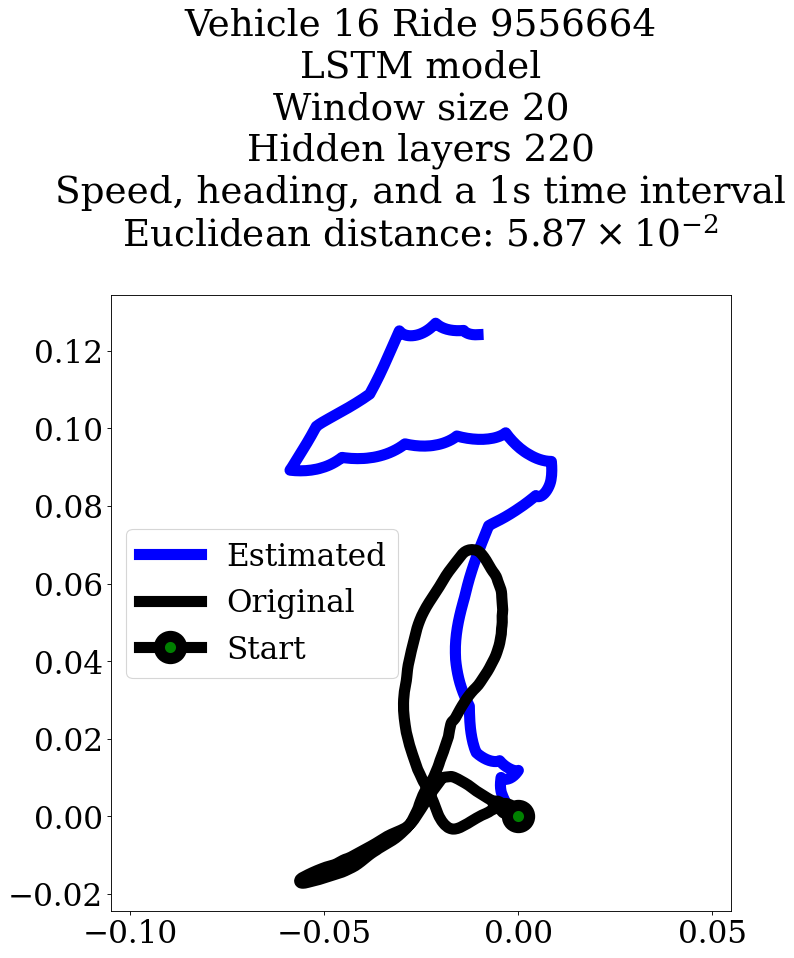 Vehicle 16 Ride 9556664
LSTM model
Window size 20
Hidden layers 220
Speed, heading, and a 1s time interval
Euclidean distance: 5.87 × 10⁻²
0.12
0.10
0.08
0.06
0.04
0.02
0.00
−0.02
Estimated
Original
Start
−0.10 −0.05 0.00 0.05